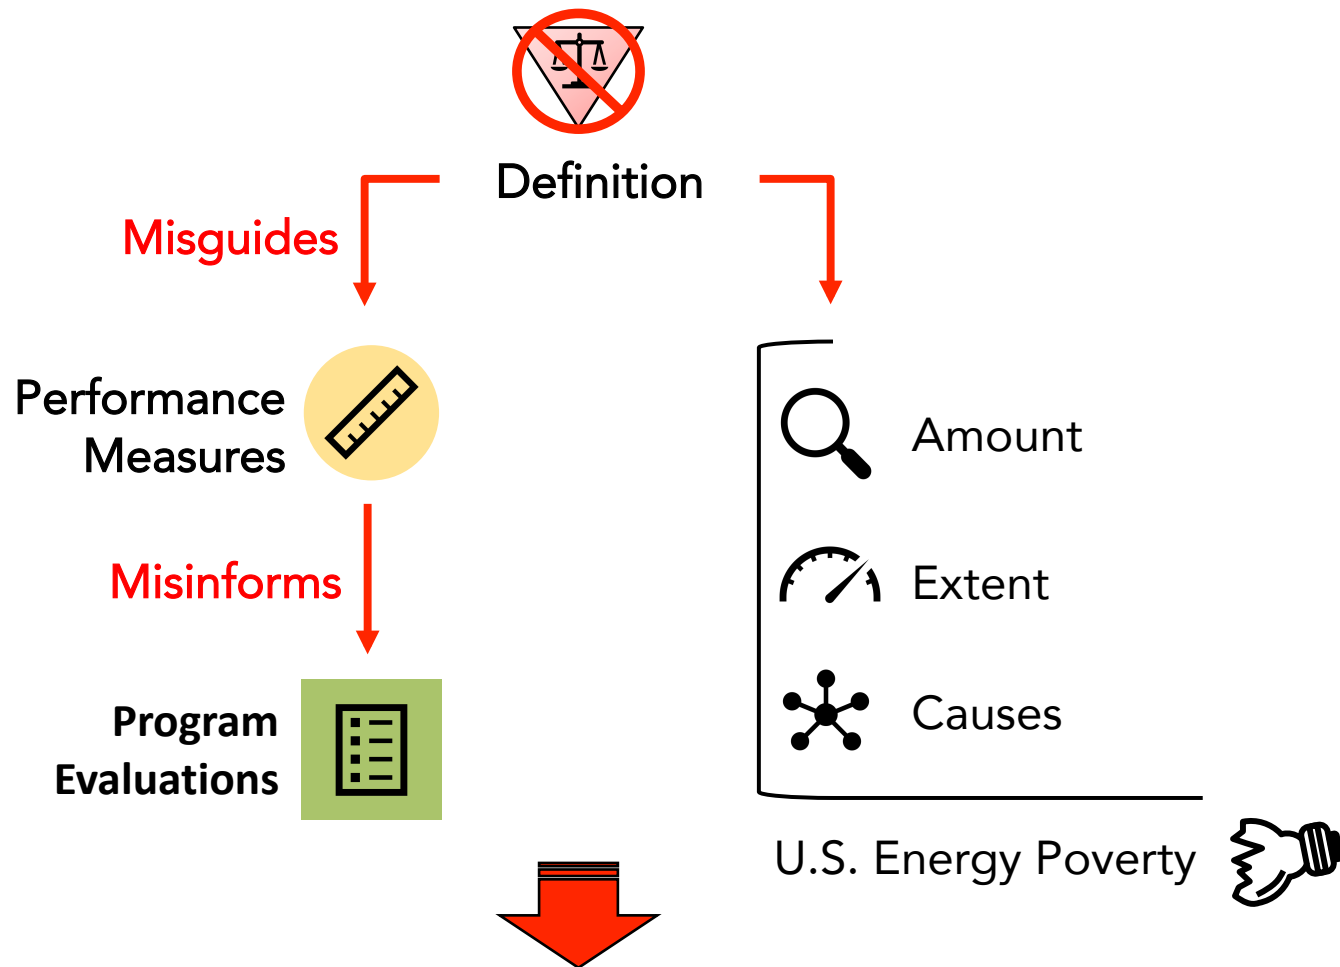 Definition
Misguides
Performance
Measures
Misinforms
Program
Evaluations
Amount
Extent
Causes
U.S. Energy Poverty